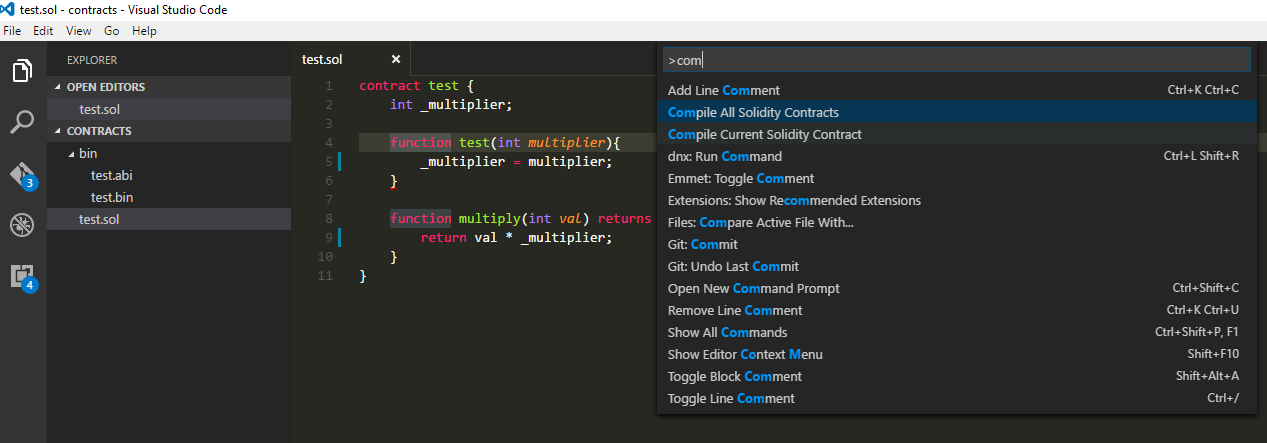 test.sol - contracts - Visual Studio Code
File Edit View Go Help
EXPLORER
OPEN EDITORS
test.sol
CONTRACTS
bin
test.abi
test.bin
test.sol
3
4
test.sol
1 contract test {
2 int _multiplier;
3
4 function test(int multiplier){
5 _multiplier = multiplier;
6 }
7
8 function multiply(int val) returns
9 return val * _multiplier;
10 }
11 }
>com
Add Line Comment Ctrl+K Ctrl+C
Compile All Solidity Contracts
Compile Current Solidity Contract
dnx: Run Command Ctrl+L Shift+R
Emmet: Toggle Comment
Extensions: Show Recommended Extensions
Files: Compare Active File With...
Git: Commit
Git: Undo Last Commit
Open New Command Prompt Ctrl+Shift+C
Remove Line Comment Ctrl+K Ctrl+U
Show All Commands Ctrl+Shift+P, F1
Show Editor Context Menu Shift+F10
Toggle Block Comment Shift+Alt+A
Toggle Line Comment Ctrl+/